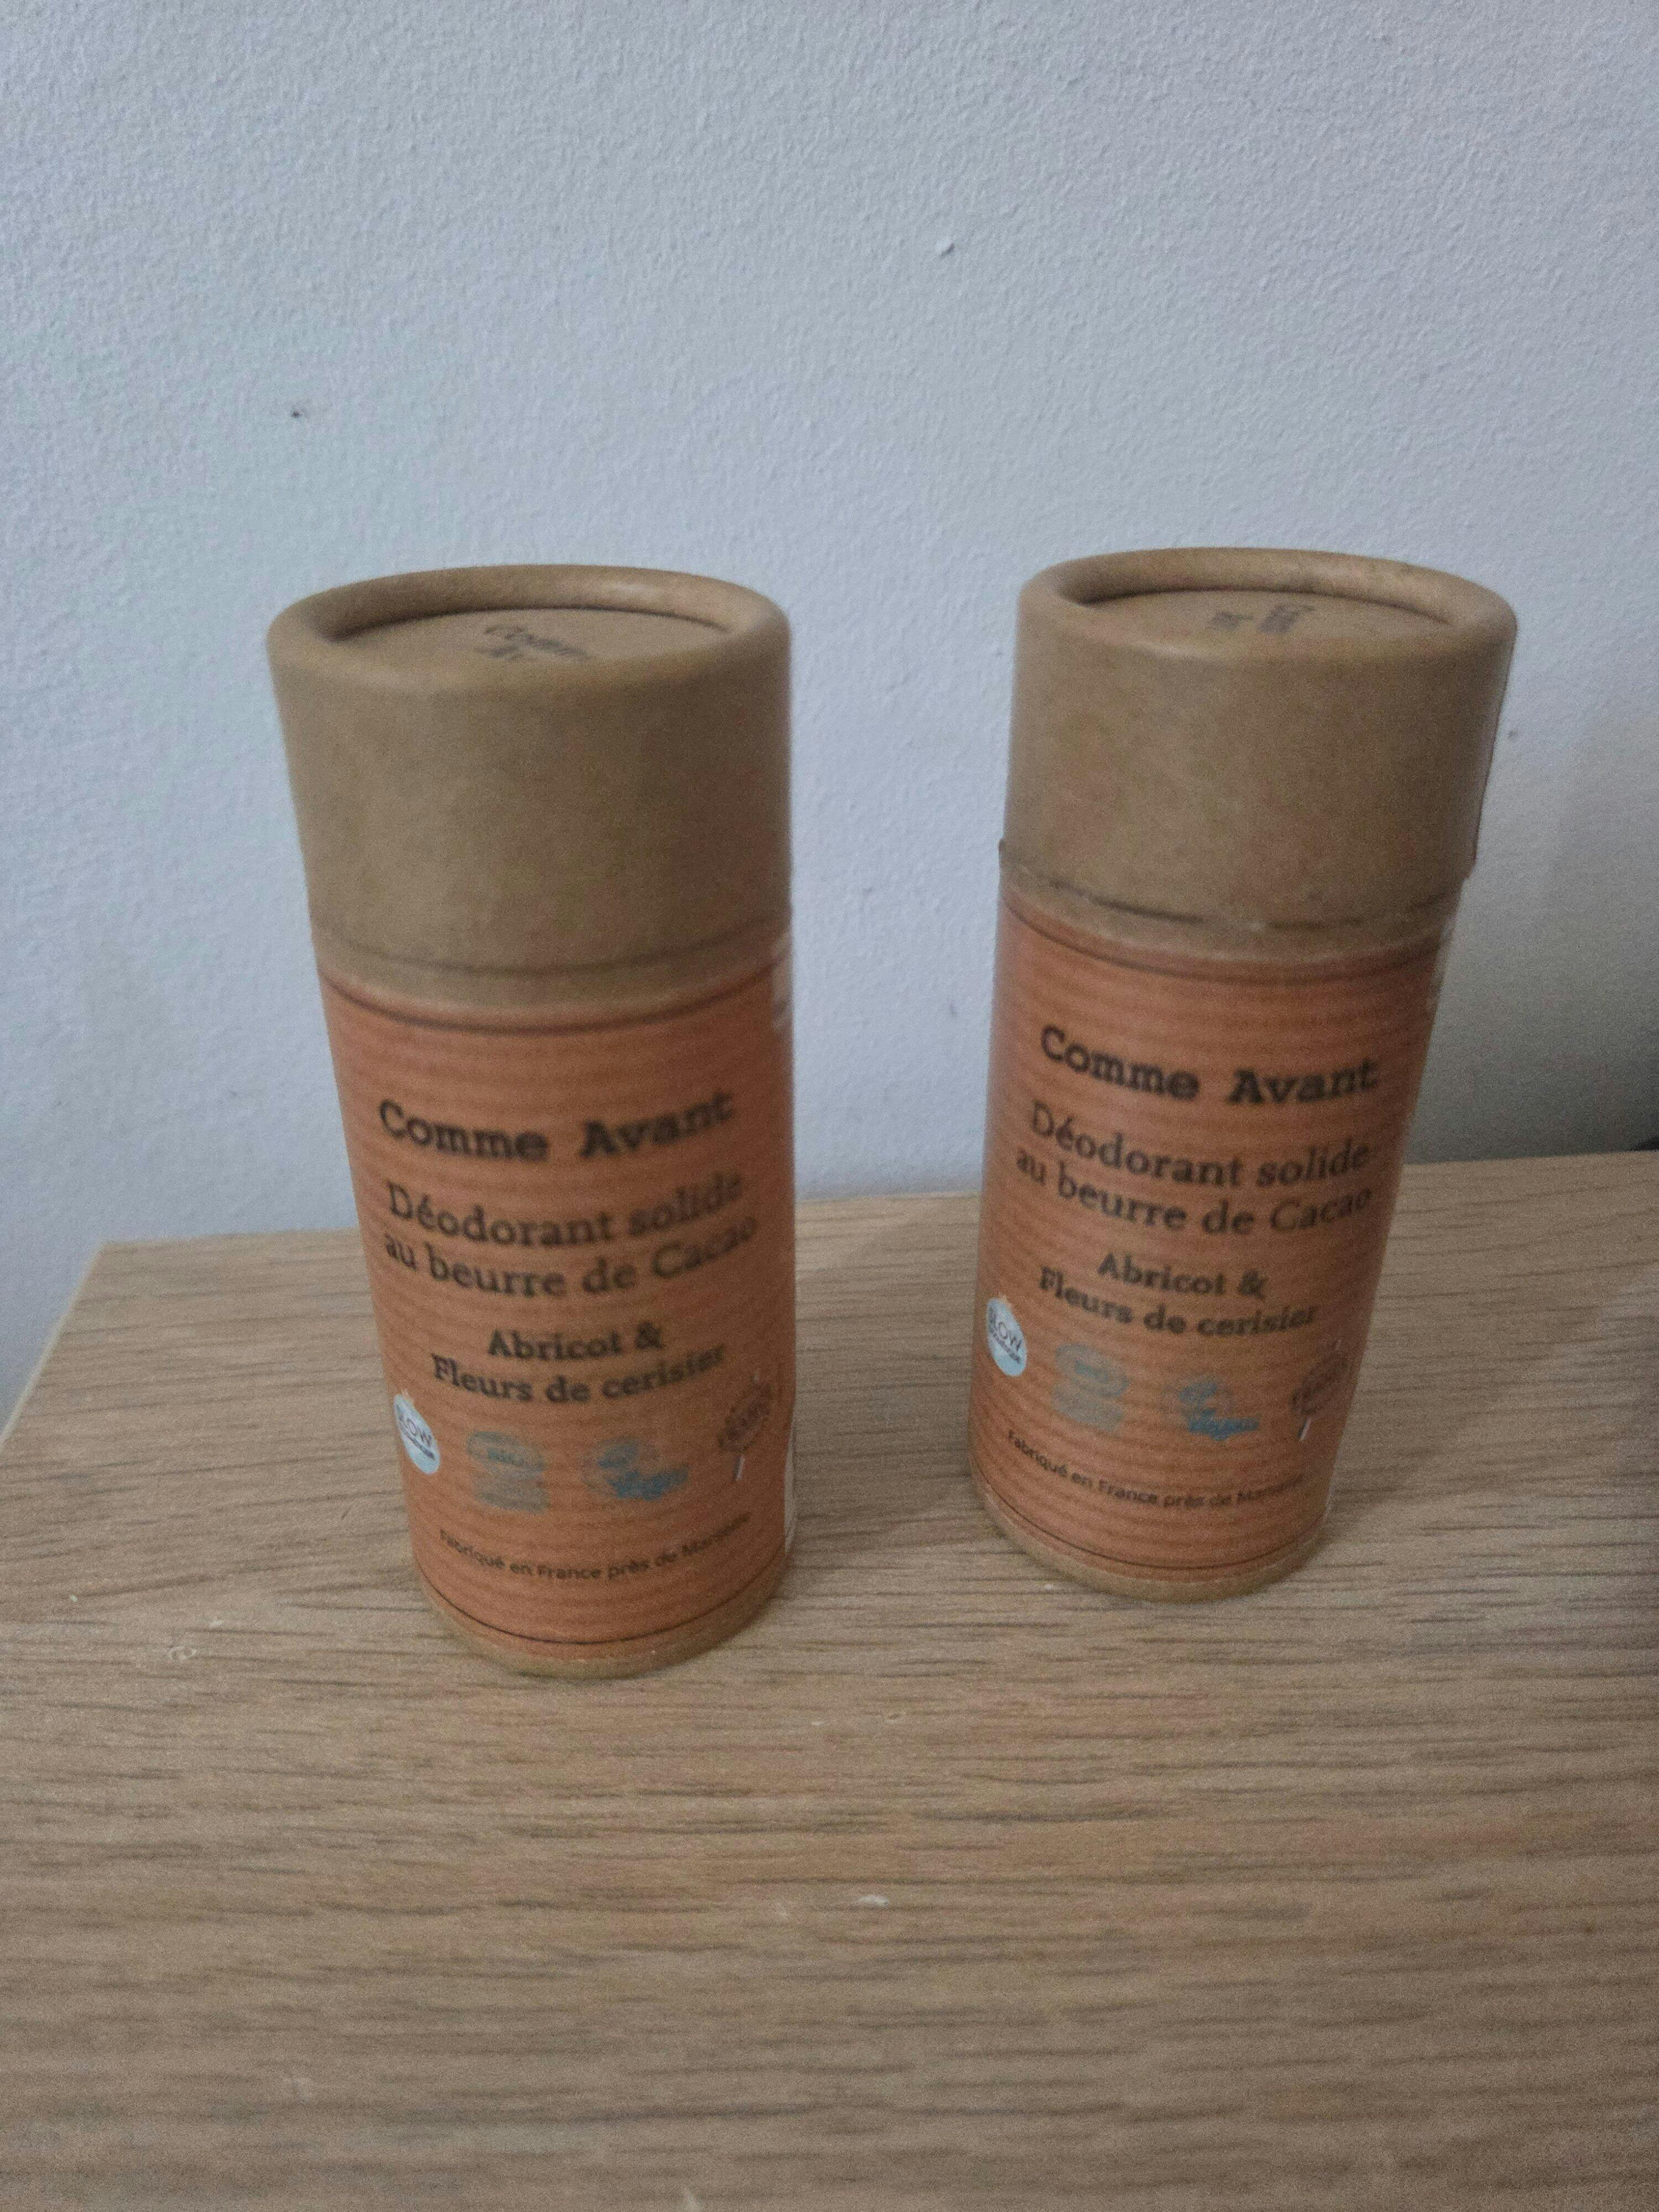 Comme
Comme Avant
Déodorant solide
au beurre de Cacao
Abricot &
Fleurs de cerisier
SLOW
Fabriqué en France près de
Comme Avant
Déodorant solide
au beurre de Cacao
Abricot &
Fleurs de cerisier
SLOW
Fabriqué en France près de